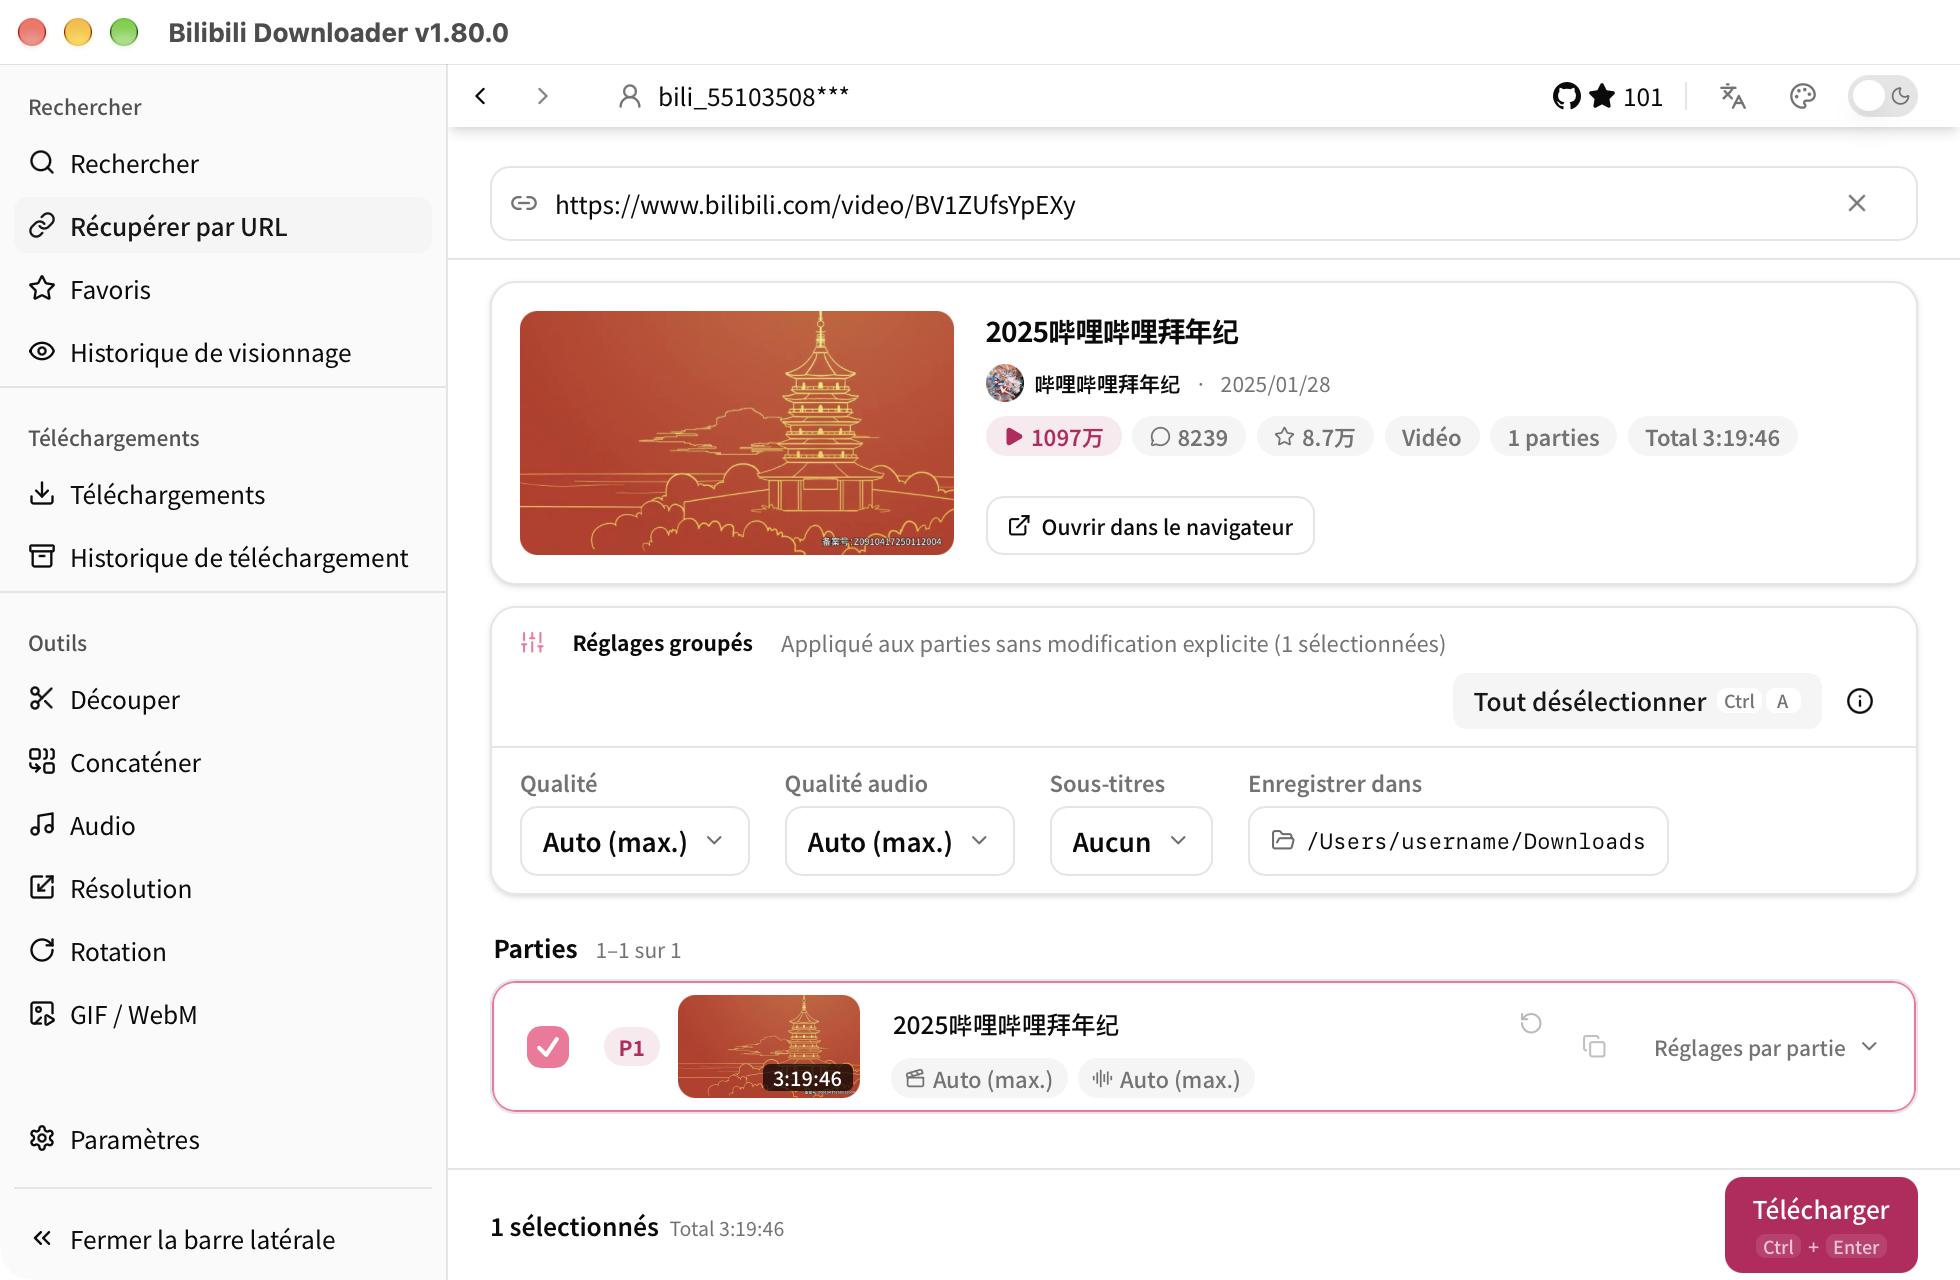 Bilibili Downloader v1.80.0
Rechercher
Rechercher
Récupérer par URL
Favoris
Historique de visionnage
Téléchargements
Téléchargements
Historique de téléchargement
Outils
Découper
Concaténer
Audio
Résolution
Rotation
GIF / WebM
Paramètres
Fermer la barre latérale
bili_55103508***
101
https://www.bilibili.com/video/BV1ZUfsYpEXy
备案号:Z0910417250112004
2025哔哩哔哩拜年纪
哔哩哔哩拜年纪 · 2025/01/28
1097万 8239 8.7万 Vidéo 1 parties Total 3:19:46
Ouvrir dans le navigateur
Réglages groupés Appliqué aux parties sans modification explicite (1 sélectionnées)
Tout désélectionner Ctrl A
Qualité Qualité audio Sous-titres Enregistrer dans
Auto (max.) Auto (max.) Aucun /Users/username/Downloads
Parties 1–1 sur 1
P1
3:19:46
2025哔哩哔哩拜年纪
Auto (max.) Auto (max.)
Réglages par partie
1 sélectionnés Total 3:19:46
Télécharger
Ctrl + Enter